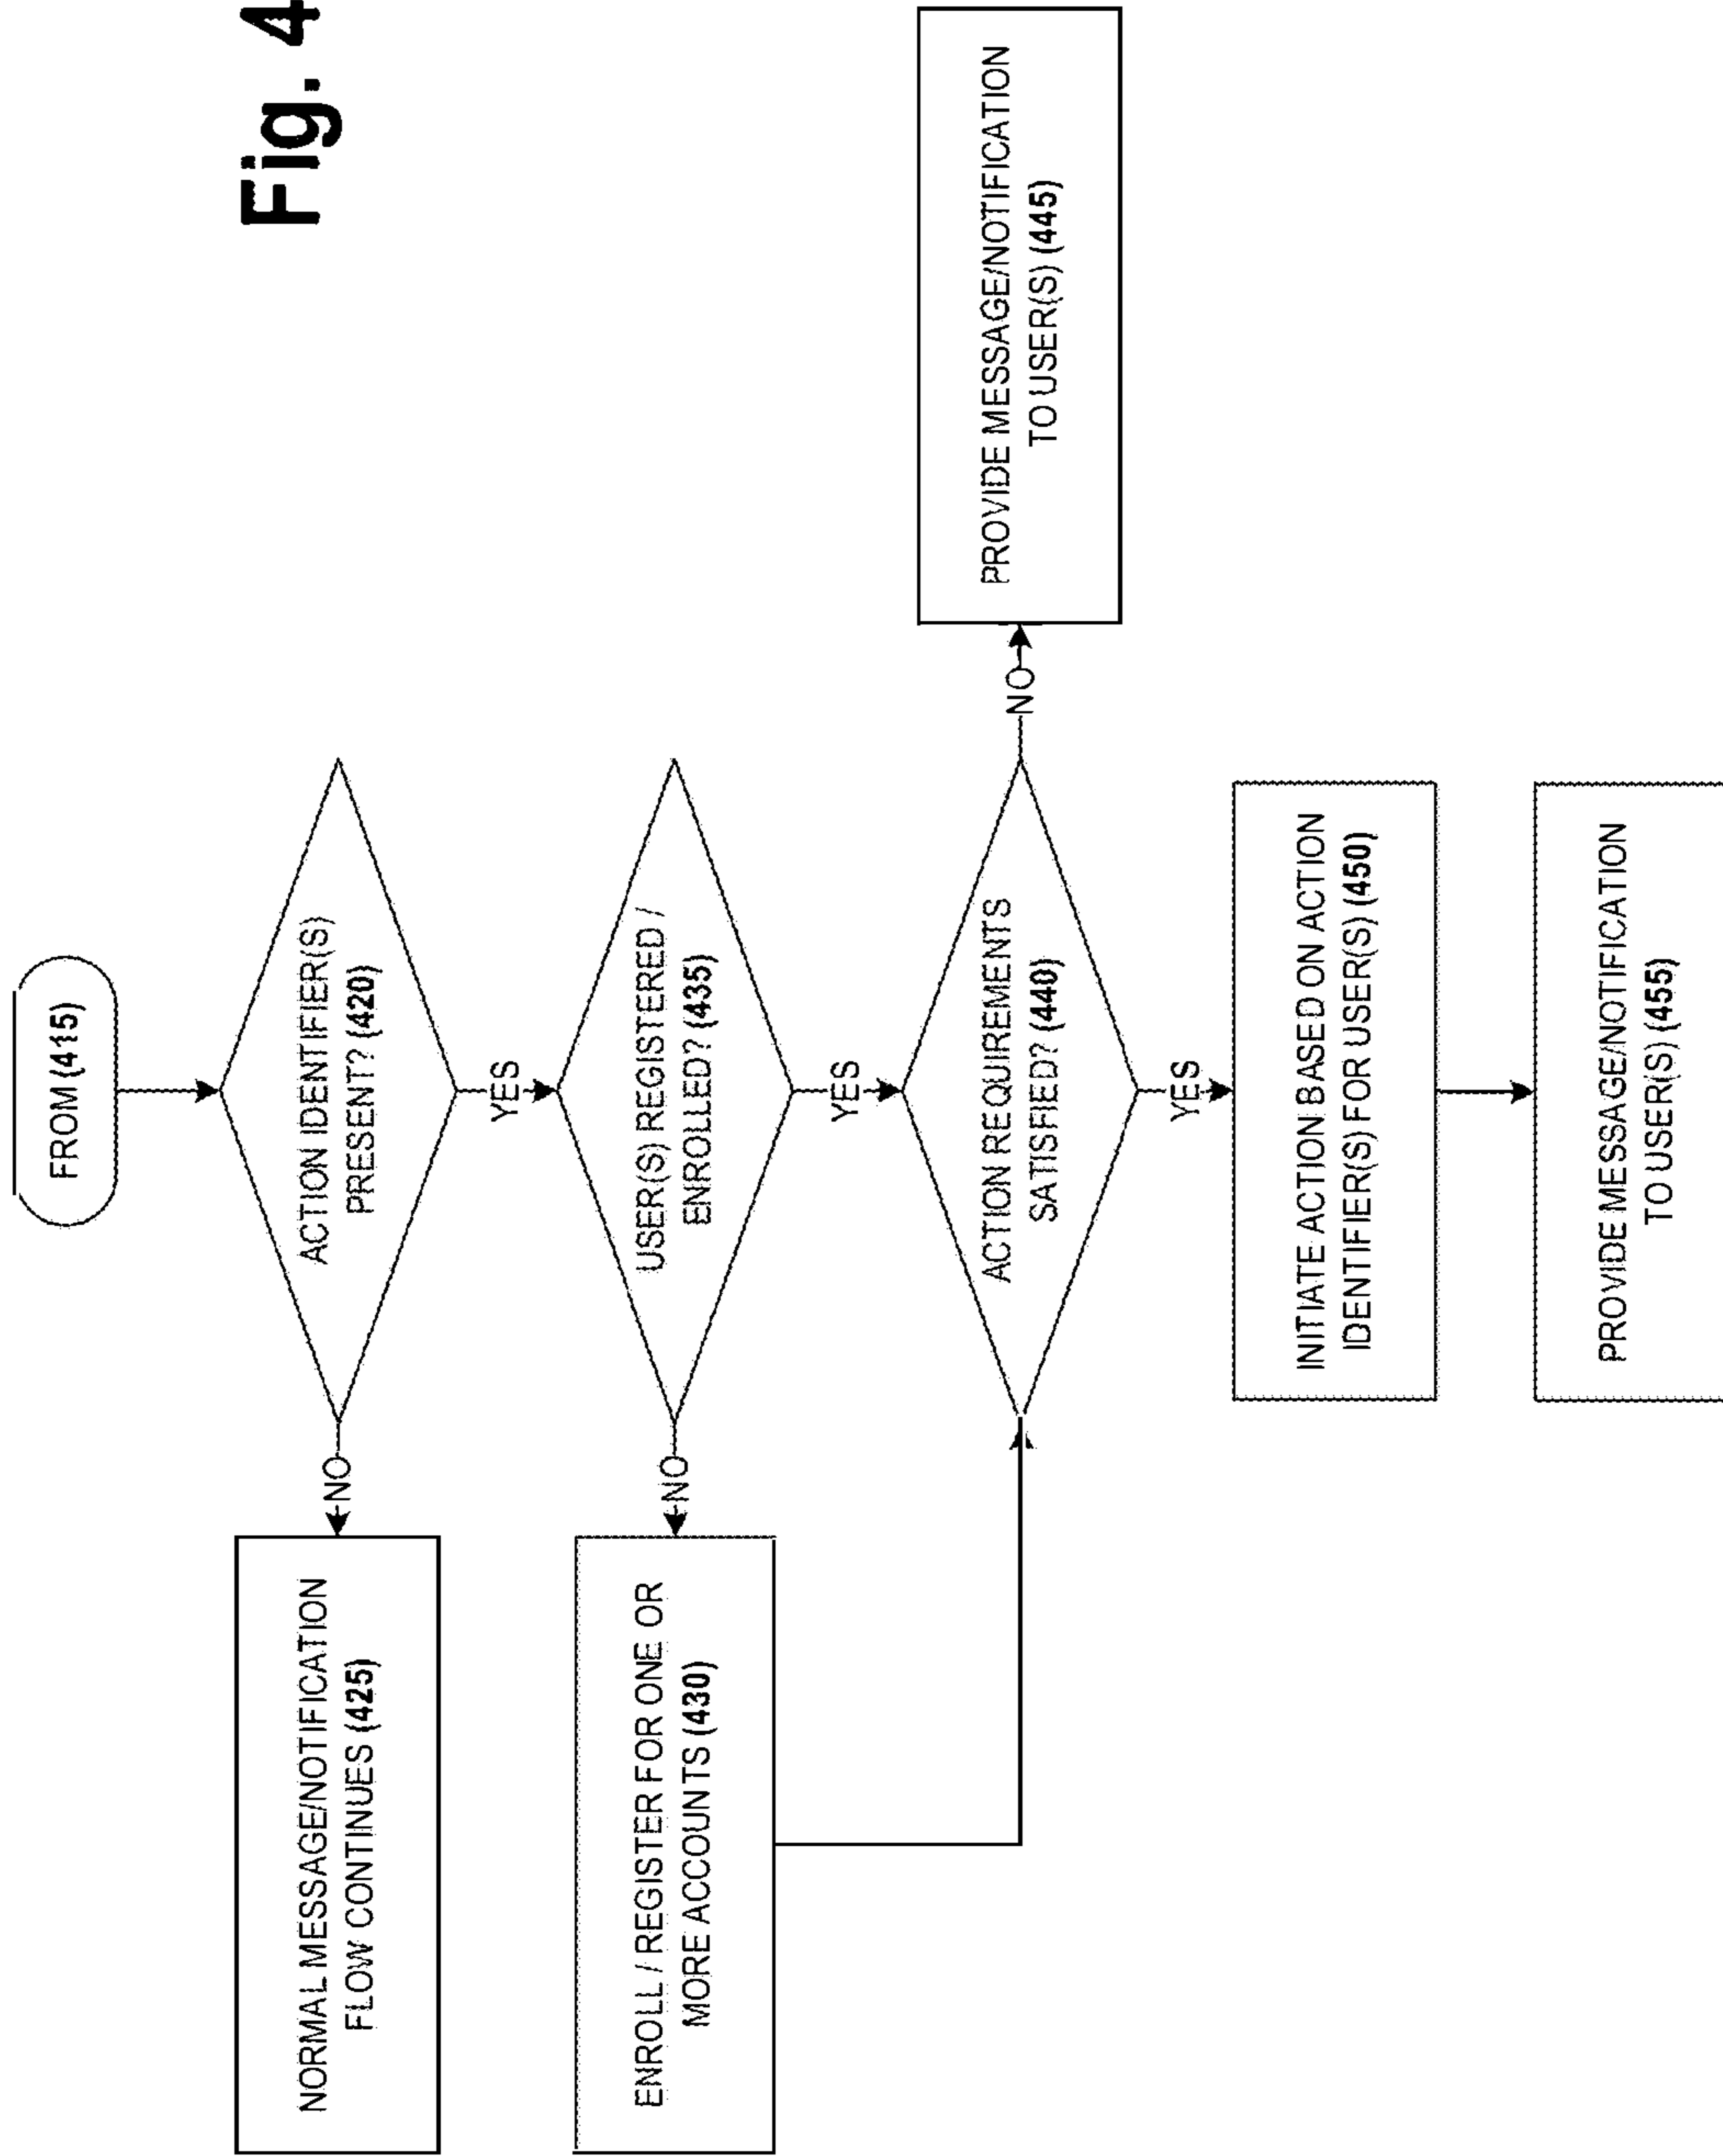 Fig. 4
FROM (415)
ACTION IDENTIFIER(S)
PRESENT? (420)
NO
NORMAL MESSAGE/NOTIFICATION
FLOW CONTINUES (425)
YES
USER(S) REGISTERED /
ENROLLED? (435)
NO
ENROLL / REGISTER FOR ONE OR
MORE ACCOUNTS (430)
YES
ACTION REQUIREMENTS
SATISFIED? (440)
NO
PROVIDE MESSAGE/NOTIFICATION
TO USER(S) (445)
YES
INITIATE ACTION BASED ON ACTION
IDENTIFIER(S) FOR USER(S) (450)
PROVIDE MESSAGE/NOTIFICATION
TO USER(S) (455)